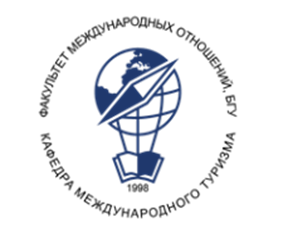 ФАКУЛЬТЕТ МЕЖДУНАРОДНЫХ ОТНОШЕНИЙ, БГУ
1998
КАФЕДРА МЕЖДУНАРОДНОГО ТУРИЗМА